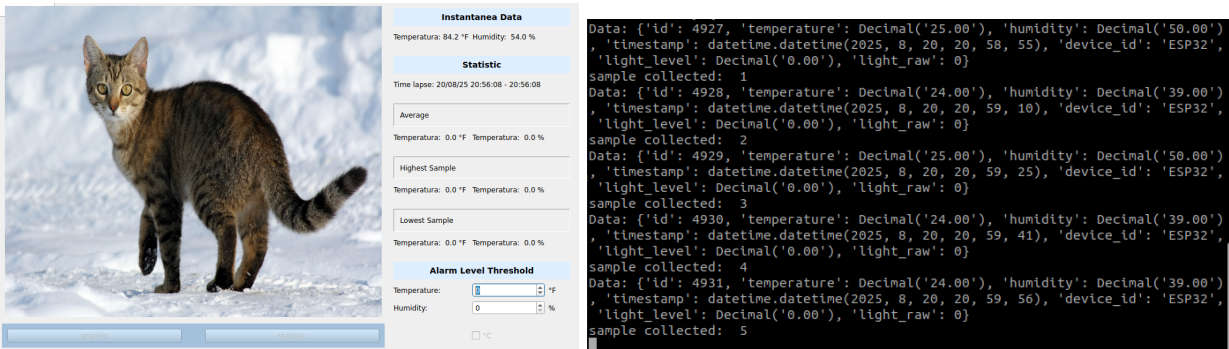 Instantanea Data
Temperatura: 84.2 °F Humidity: 54.0 %
Statistic
Time lapse: 20/08/25 20:56:08 - 20:56:08
Average
Temperatura: 0.0 °F Temperatura: 0.0 %
Highest Sample
Temperatura: 0.0 °F Temperatura: 0.0 %
Lowest Sample
Temperatura: 0.0 °F Temperatura: 0.0 %
Alarm Level Threshold
Temperature: 0 °F
Humidity: 0 %
°C
Data: {'id': 4927, 'temperature': Decimal('25.00'), 'humidity': Decimal('50.00')
, 'timestamp': datetime.datetime(2025, 8, 20, 20, 58, 55), 'device_id': 'ESP32',
'light_level': Decimal('0.00'), 'light_raw': 0}
sample collected: 1
Data: {'id': 4928, 'temperature': Decimal('24.00'), 'humidity': Decimal('39.00')
, 'timestamp': datetime.datetime(2025, 8, 20, 20, 59, 10), 'device_id': 'ESP32',
'light_level': Decimal('0.00'), 'light_raw': 0}
sample collected: 2
Data: {'id': 4929, 'temperature': Decimal('25.00'), 'humidity': Decimal('50.00')
, 'timestamp': datetime.datetime(2025, 8, 20, 20, 59, 25), 'device_id': 'ESP32',
'light_level': Decimal('0.00'), 'light_raw': 0}
sample collected: 3
Data: {'id': 4930, 'temperature': Decimal('24.00'), 'humidity': Decimal('39.00')
, 'timestamp': datetime.datetime(2025, 8, 20, 20, 59, 41), 'device_id': 'ESP32',
'light_level': Decimal('0.00'), 'light_raw': 0}
sample collected: 4
Data: {'id': 4931, 'temperature': Decimal('24.00'), 'humidity': Decimal('39.00')
, 'timestamp': datetime.datetime(2025, 8, 20, 20, 59, 56), 'device_id': 'ESP32',
'light_level': Decimal('0.00'), 'light_raw': 0}
sample collected: 5